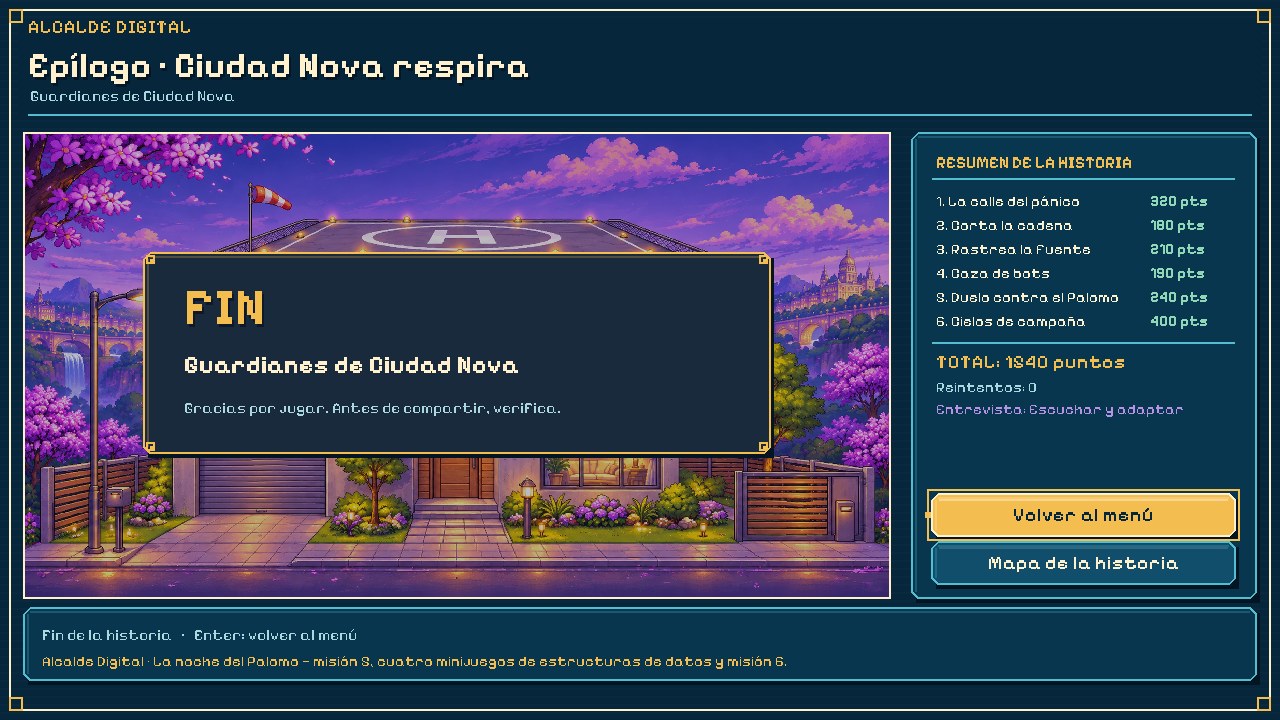 ALCALDE DIGITAL
Epílogo · Ciudad Nova respira
Guardianes de Ciudad Nova
H
FIN
Guardianes de Ciudad Nova
Gracias por jugar. Antes de compartir, verifica.
RESUMEN DE LA HISTORIA
1. La calle del pánico 320 pts
2. Corta la cadena 180 pts
3. Rastrea la fuente 210 pts
4. Caza de bots 190 pts
5. Duelo contra el Palomo 240 pts
6. Cielos de campaña 400 pts
TOTAL: 1540 puntos
Reintentos: 0
Entrevista: Escuchar y adaptar
Volver al menú
Mapa de la historia
Fin de la historia · Enter: volver al menú
Alcalde Digital · La noche del Palomo – misión 5, cuatro minijuegos de estructuras de datos y misión 6.